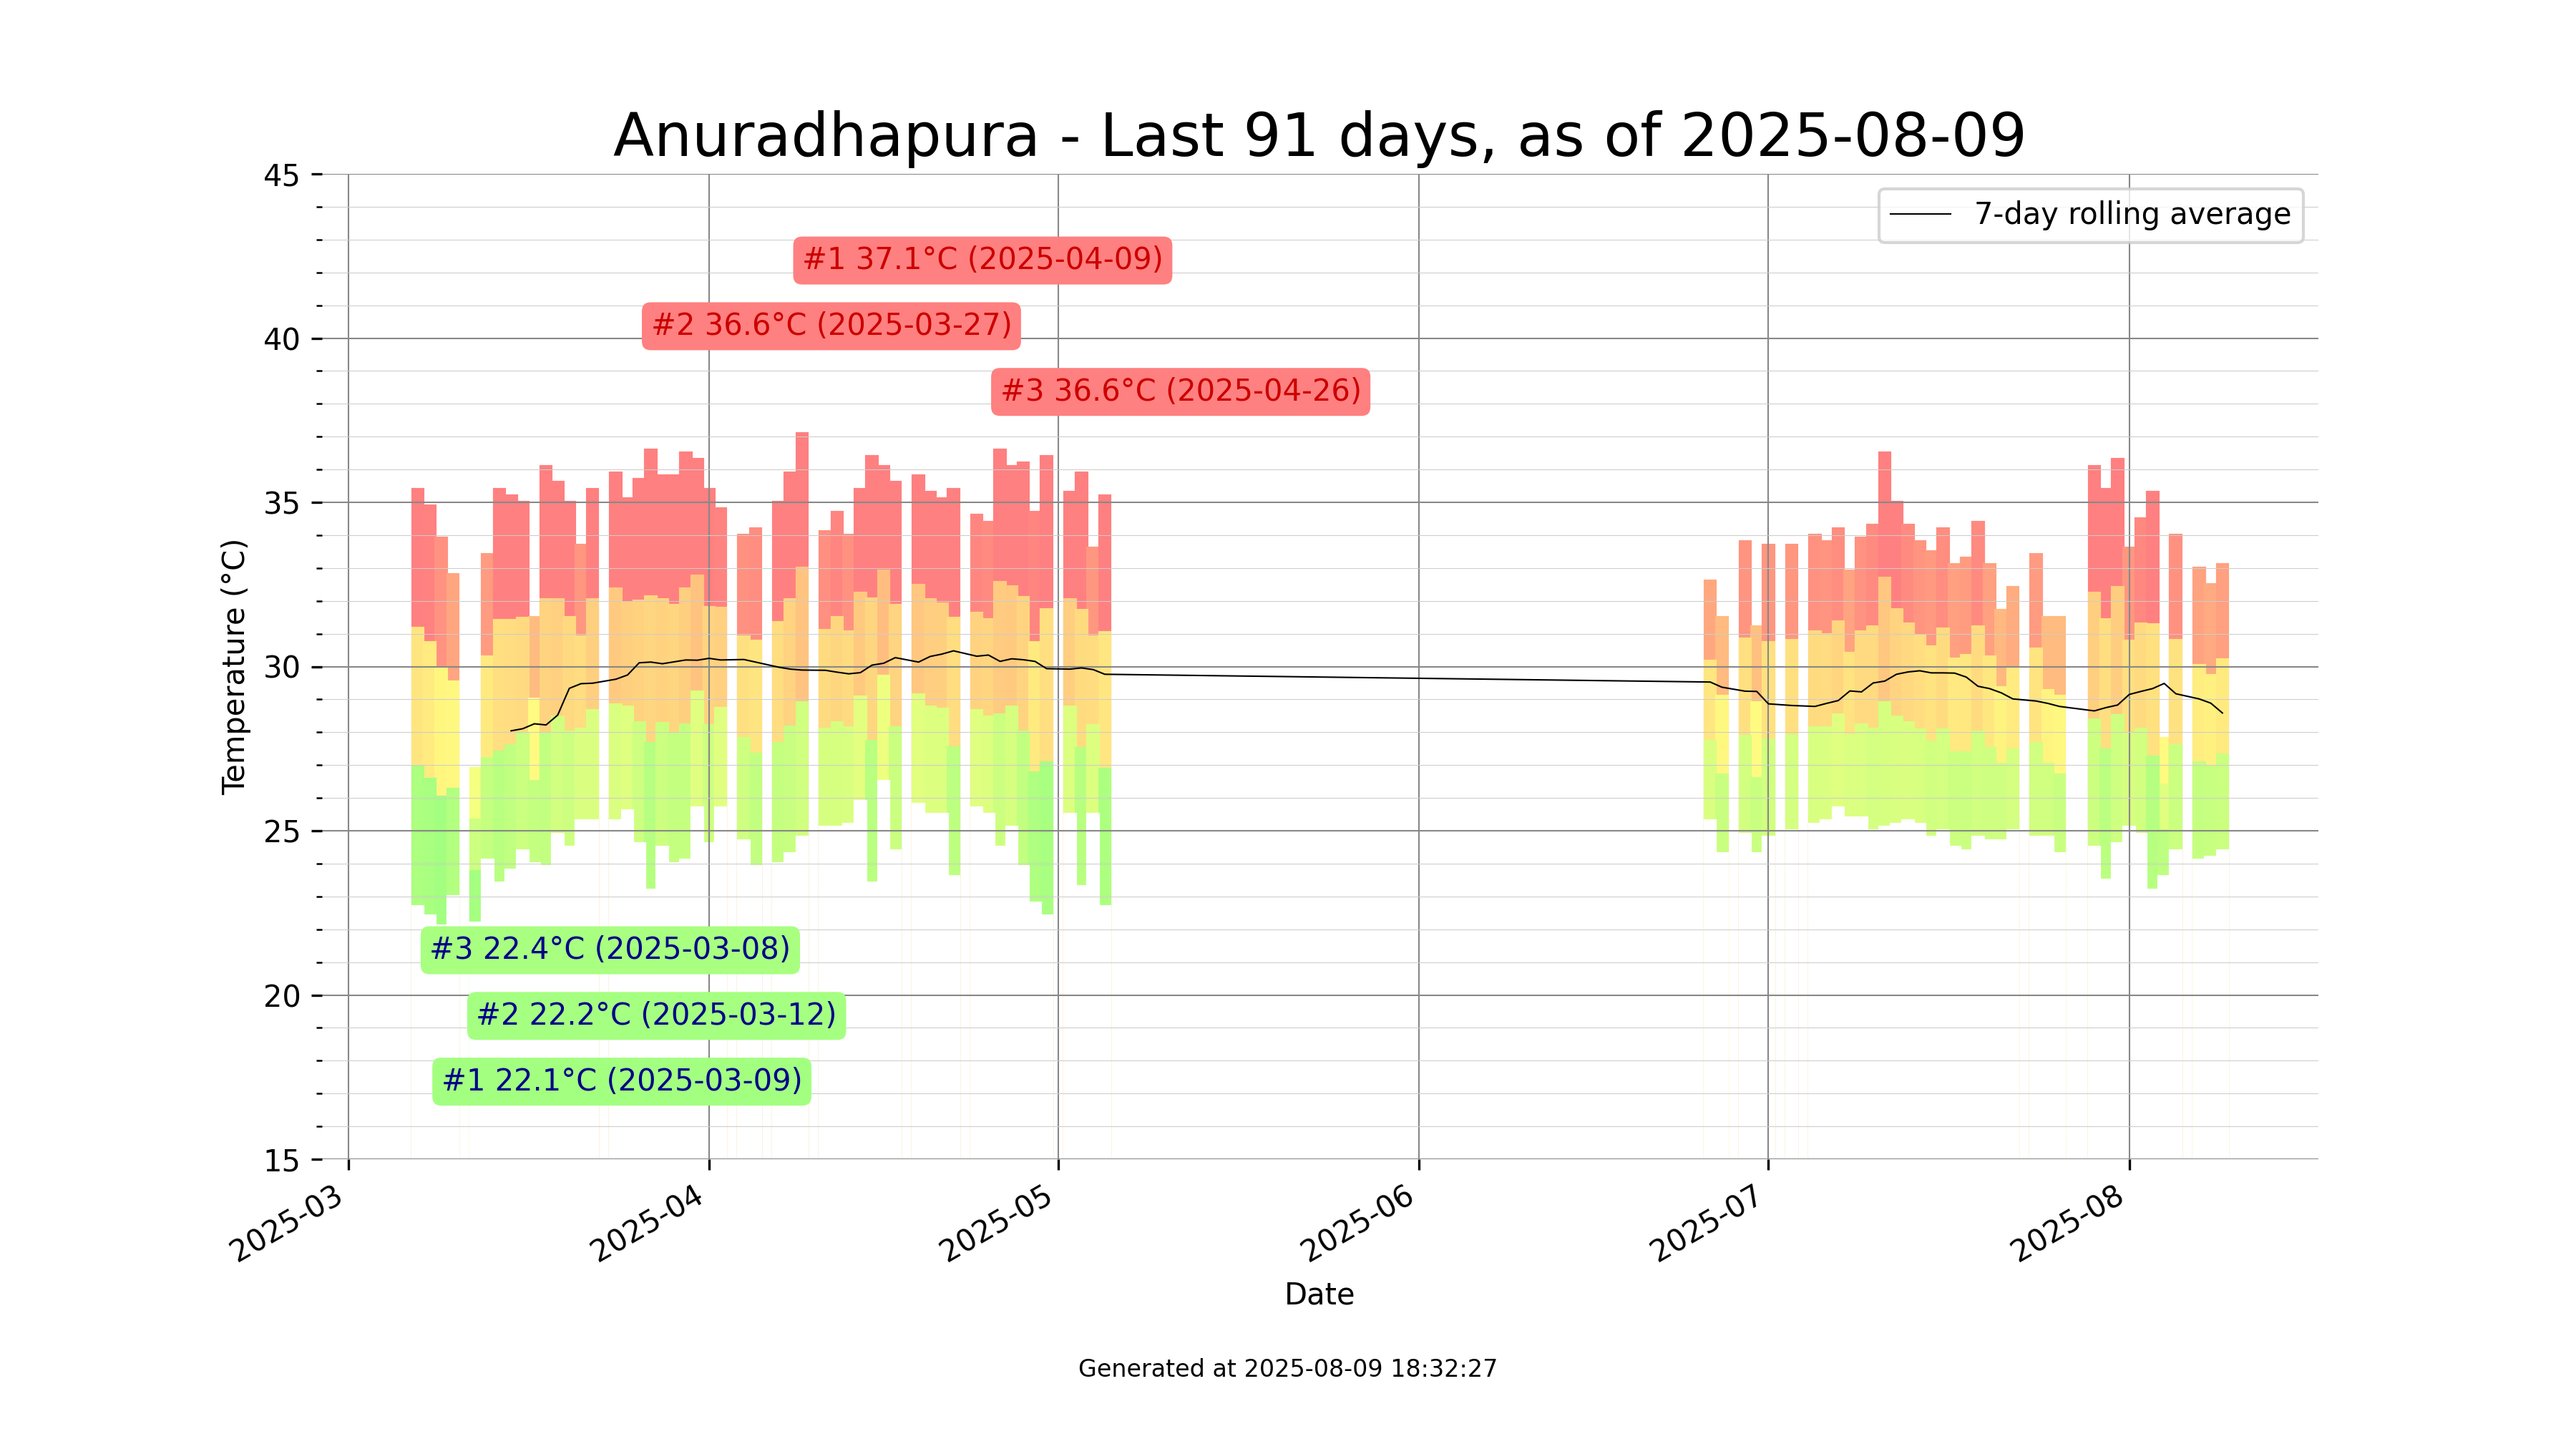 Anuradhapura - Last 91 days, as of 2025-08-09
7-day rolling average
#1 37.1°C (2025-04-09)
#2 36.6°C (2025-03-27)
#3 36.6°C (2025-04-26)
#3 22.4°C (2025-03-08)
#2 22.2°C (2025-03-12)
#1 22.1°C (2025-03-09)
Temperature (°C)
45
40
35
30
25
20
15
2025-03
2025-04
2025-05
2025-06
2025-07
2025-08
Date
Generated at 2025-08-09 18:32:27